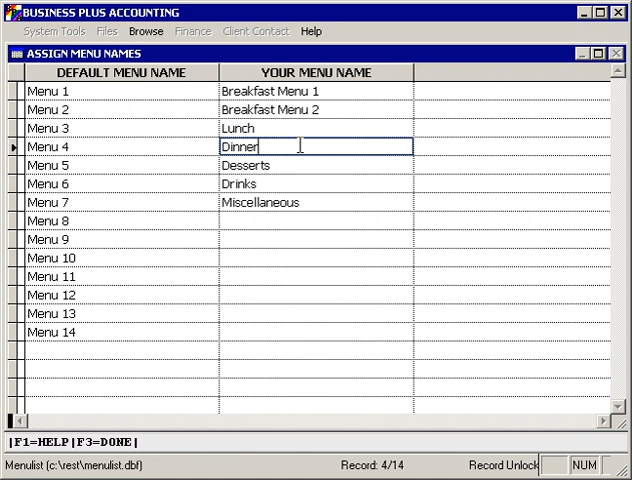 BUSINESS PLUS ACCOUNTING
System Tools Files Browse Finance Client Contact Help
ASSIGN MENU NAMES
DEFAULT MENU NAME YOUR MENU NAME
Menu 1 Breakfast Menu 1
Menu 2 Breakfast Menu 2
Menu 3 Lunch
Menu 4 Dinner
Menu 5 Desserts
Menu 6 Drinks
Menu 7 Miscellaneous
Menu 8
Menu 9
Menu 10
Menu 11
Menu 12
Menu 13
Menu 14
|F1=HELP|F3=DONE|
Menulist (c:\rest\menulist.dbf) Record: 4/14 Record Unlock NUM